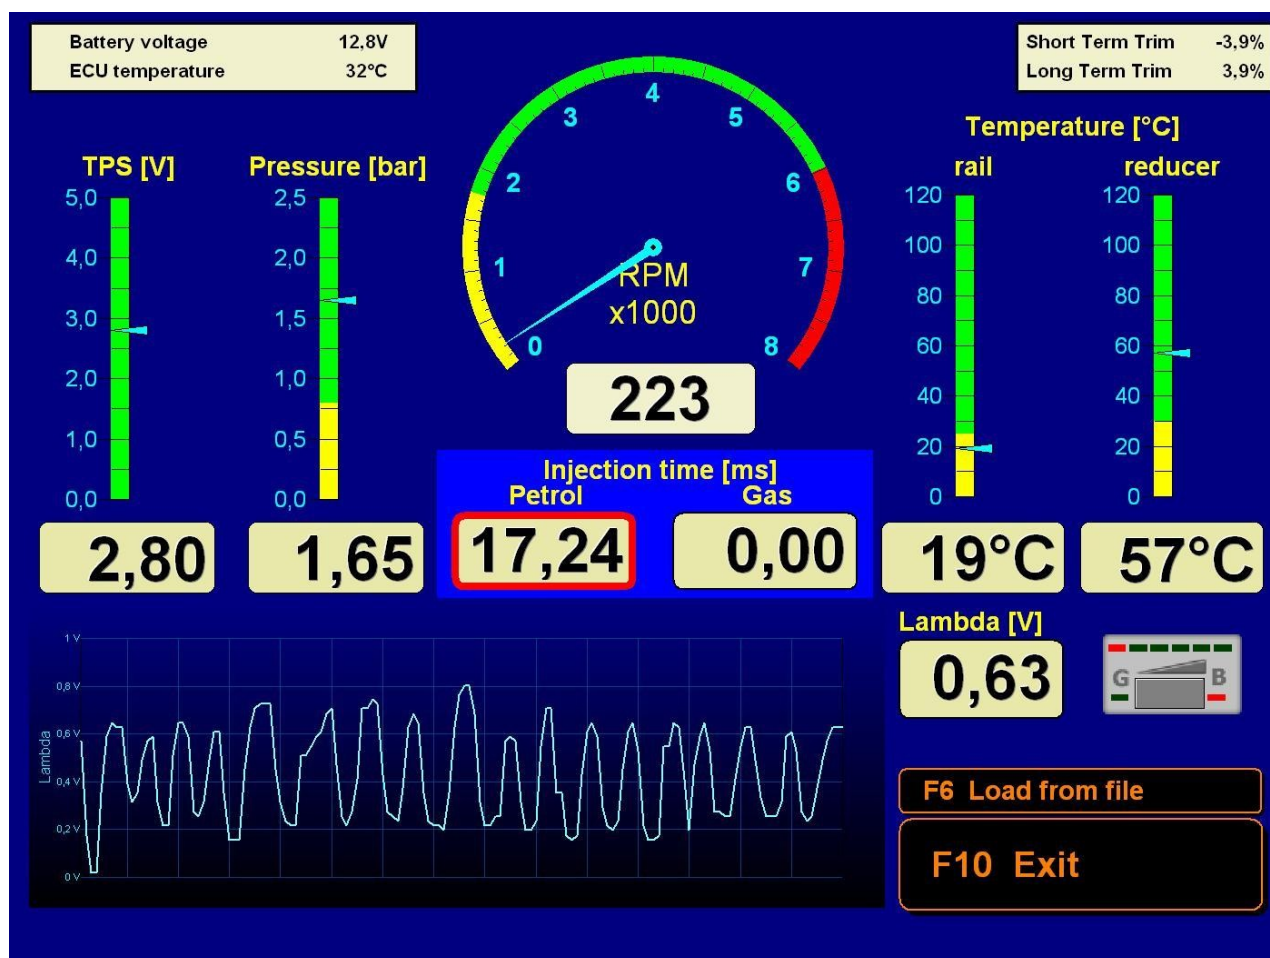 Battery voltage 12,8V
ECU temperature 32°C
Short Term Trim -3,9%
Long Term Trim 3,9%
TPS [V]
5,0
4,0
3,0
2,0
1,0
0,0
2,80
Pressure [bar]
2,5
2,0
1,5
1,0
0,5
0,0
1,65
0
1
2
3
4
5
6
7
8
RPM
x1000
223
Injection time [ms]
Petrol Gas
17,24 0,00
Temperature [°C]
rail
120
100
80
60
40
20
0
19°C
reducer
120
100
80
60
40
20
0
57°C
Lambda
1 V
0,8 V
0,6 V
0,4 V
0,2 V
0 V
Lambda [V]
0,63
G B
F6 Load from file
F10 Exit